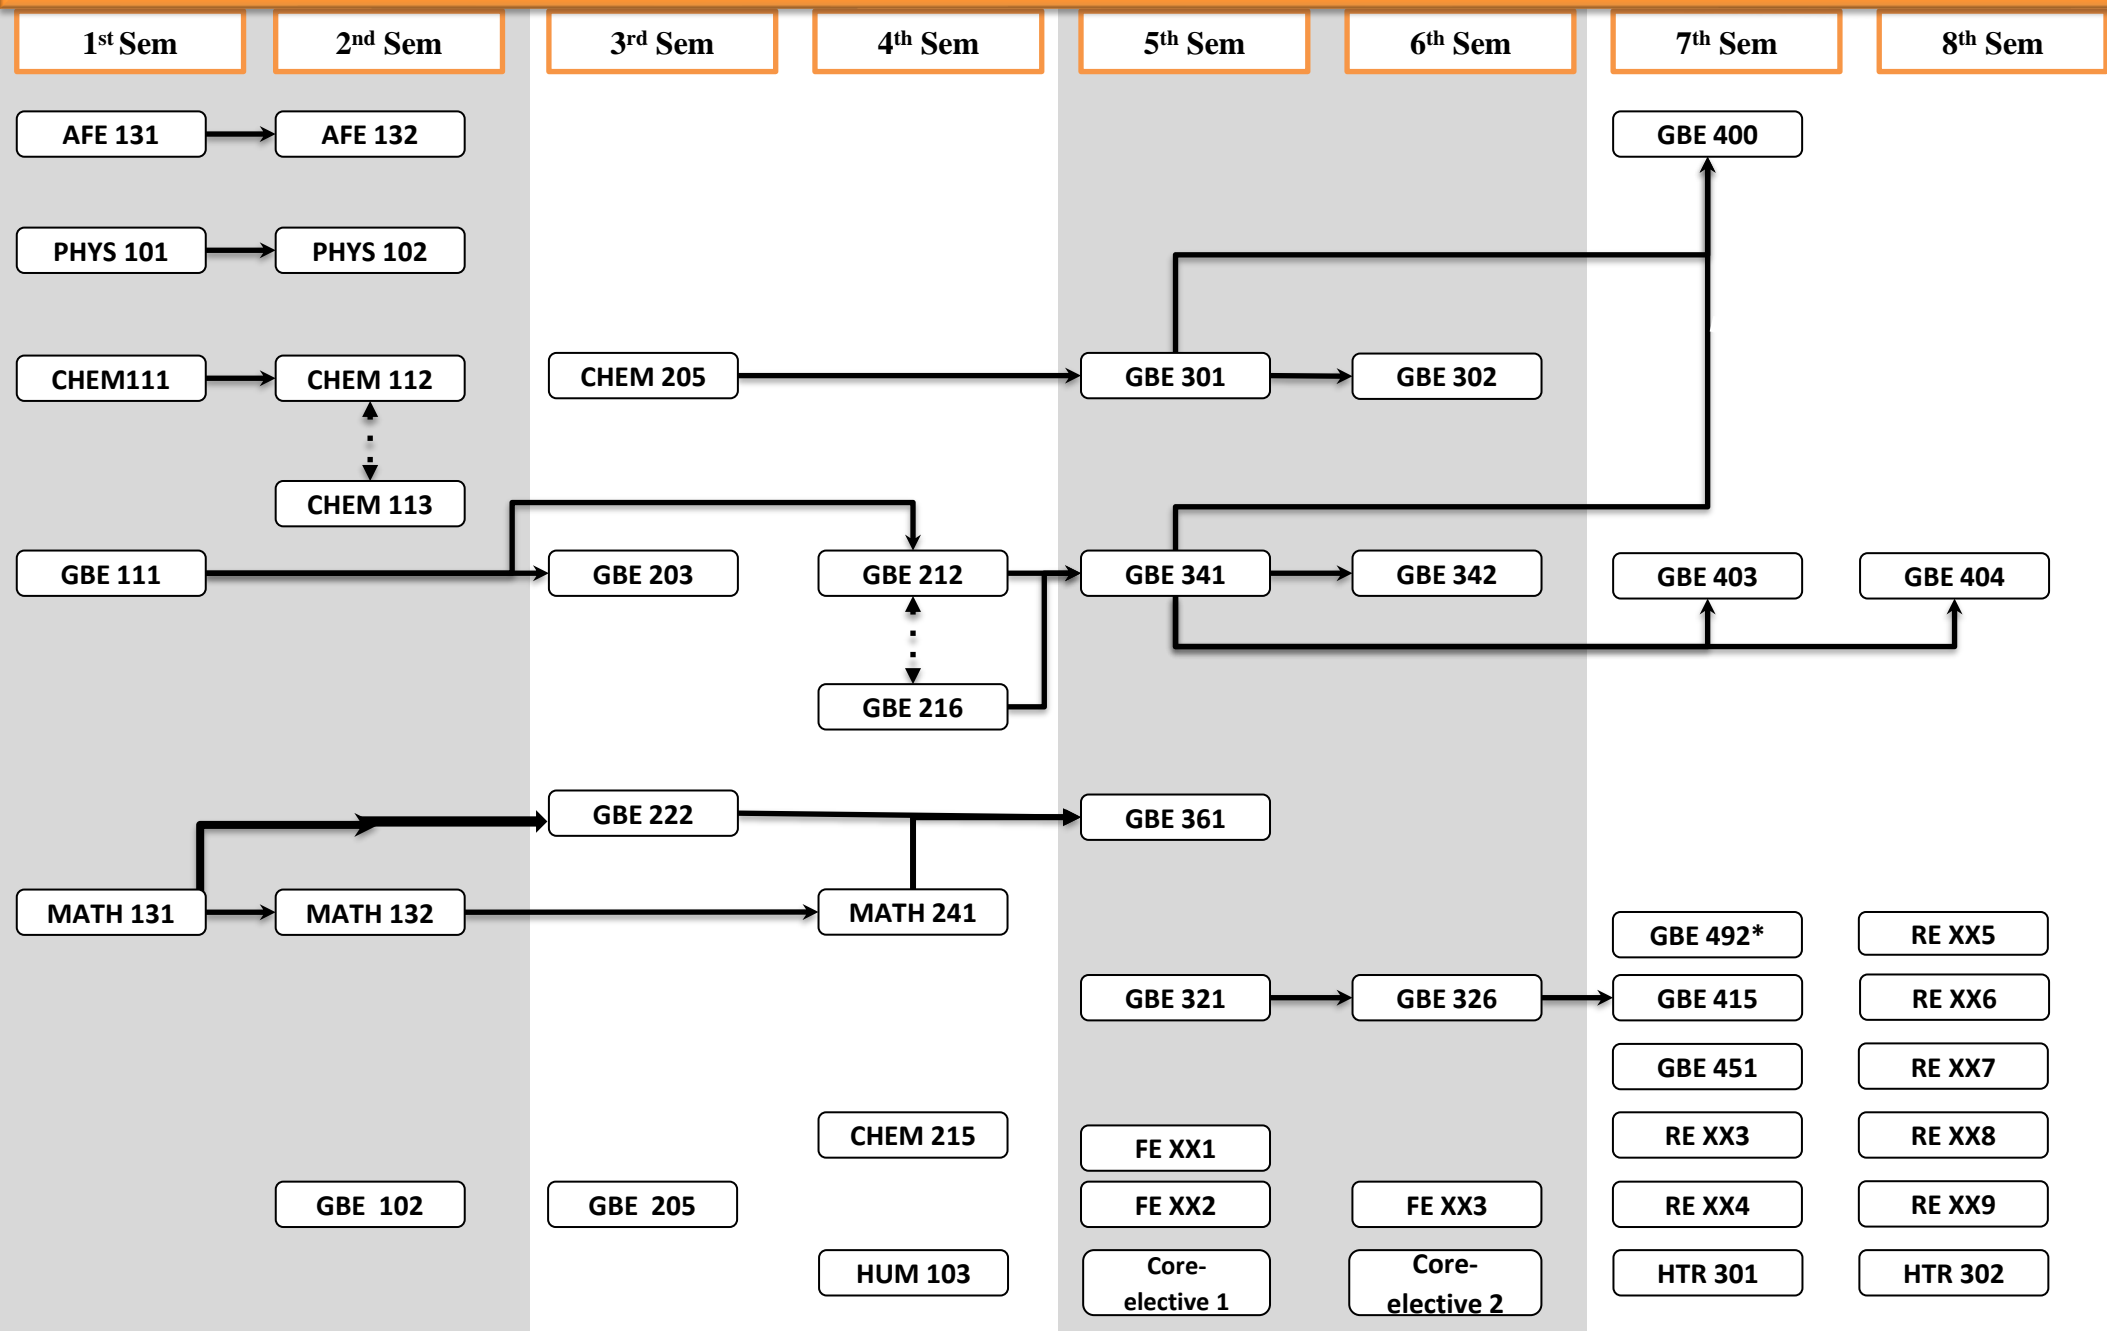 1st Sem
2nd Sem
3rd Sem
4th Sem
5th Sem
6th Sem
7th Sem
8th Sem
AFE 131
AFE 132
GBE 400
PHYS 101
PHYS 102
CHEM111
CHEM 112
CHEM 205
GBE 301
GBE 302
CHEM 113
GBE 111
GBE 203
GBE 212
GBE 341
GBE 342
GBE 403
GBE 404
GBE 216
GBE 222
GBE 361
MATH 131
MATH 132
MATH 241
GBE 492*
RE XX5
GBE 321
GBE 326
GBE 415
RE XX6
GBE 451
RE XX7
CHEM 215
FE XX1
RE XX3
RE XX8
GBE 102
GBE 205
FE XX2
FE XX3
RE XX4
RE XX9
HUM 103
Core-
elective 1
Core-
elective 2
HTR 301
HTR 302